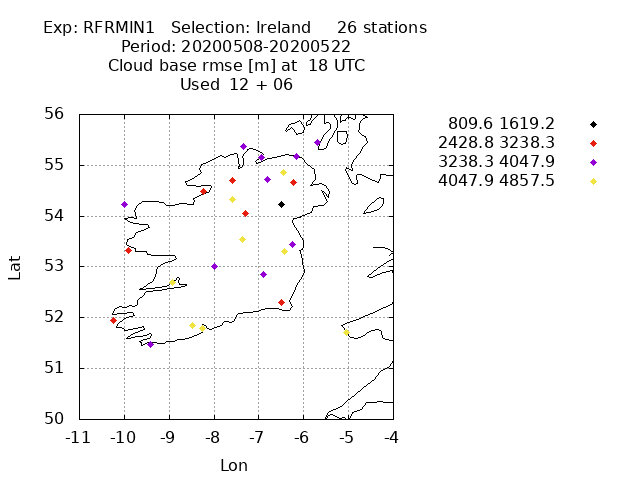 Exp: RFRMIN1 Selection: Ireland 26 stations
Period: 20200508-20200522
Cloud base rmse [m] at 18 UTC
Used 12 + 06
809.6 1619.2
2428.8 3238.3
3238.3 4047.9
4047.9 4857.5
56
55
54
53
52
51
50
Lat
-11 -10 -9 -8 -7 -6 -5 -4
Lon